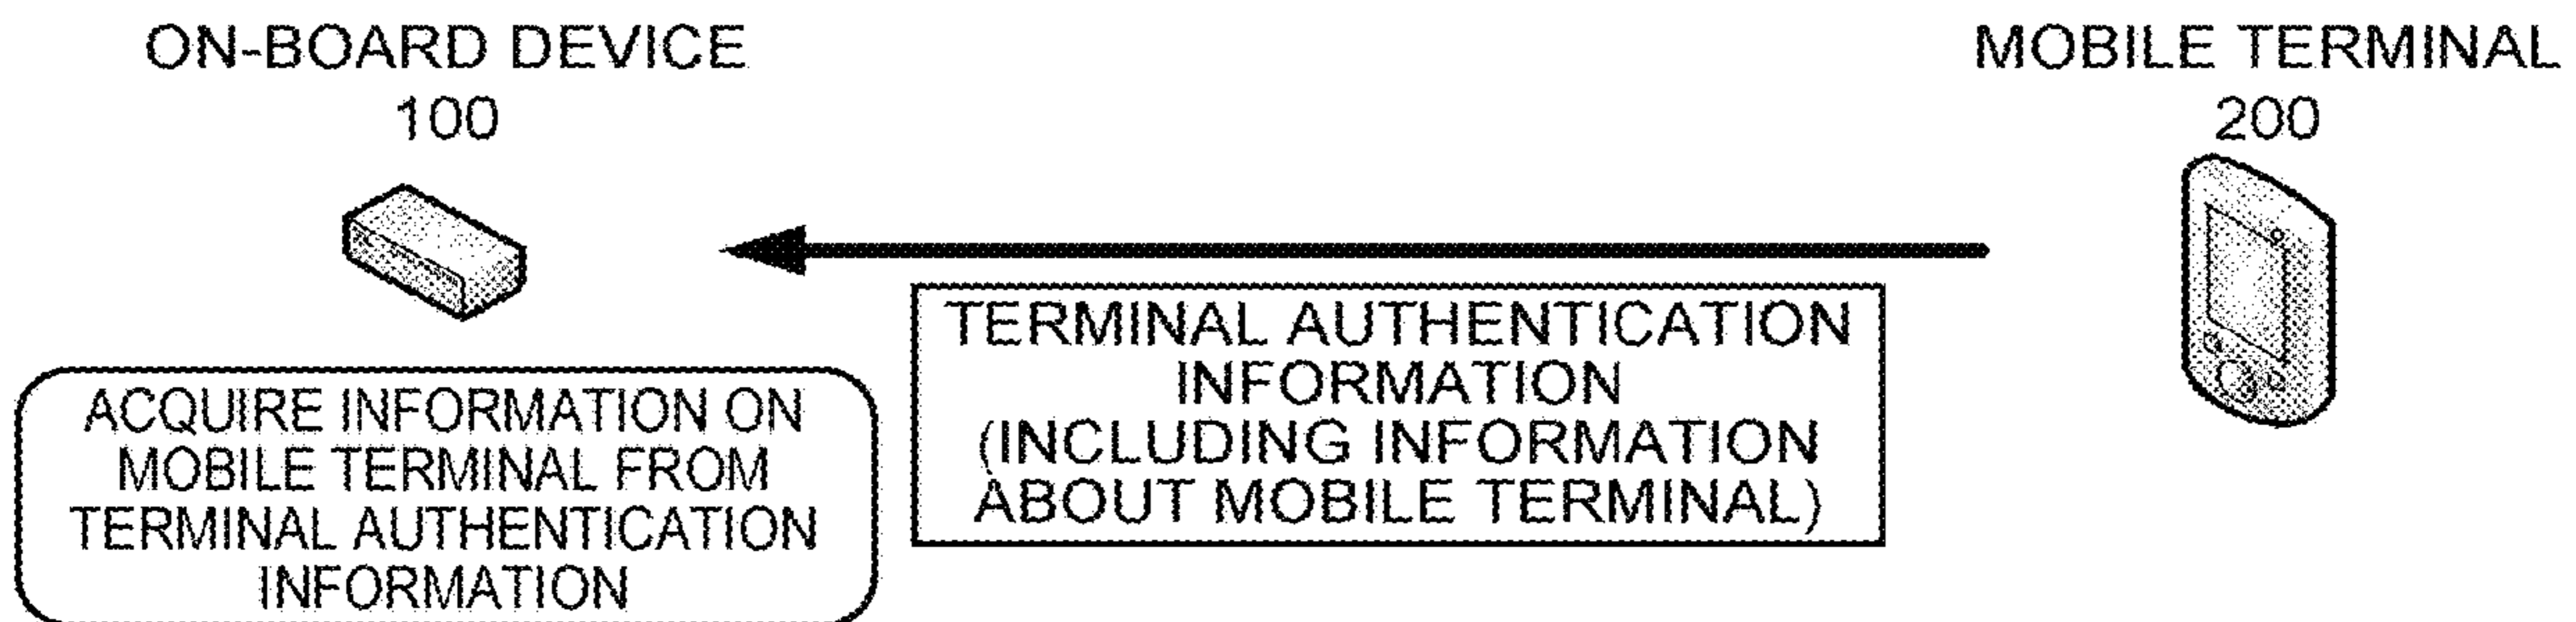 ON-BOARD DEVICE
100
MOBILE TERMINAL
200
TERMINAL AUTHENTICATION
INFORMATION
(INCLUDING INFORMATION
ABOUT MOBILE TERMINAL)
ACQUIRE INFORMATION ON
MOBILE TERMINAL FROM
TERMINAL AUTHENTICATION
INFORMATION